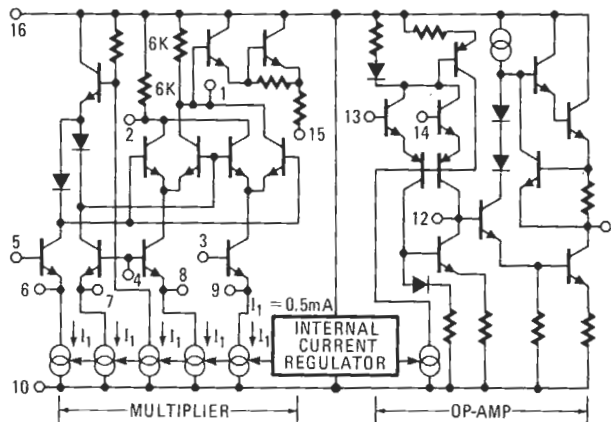 16
6K
6K
1
2
15
13
14
12
5
3
4
6
7
8
9
I₁ = 0.5mA
I₁
I₁
I₁
I₁
I₁
INTERNAL
CURRENT
REGULATOR
10
MULTIPLIER
OP-AMP